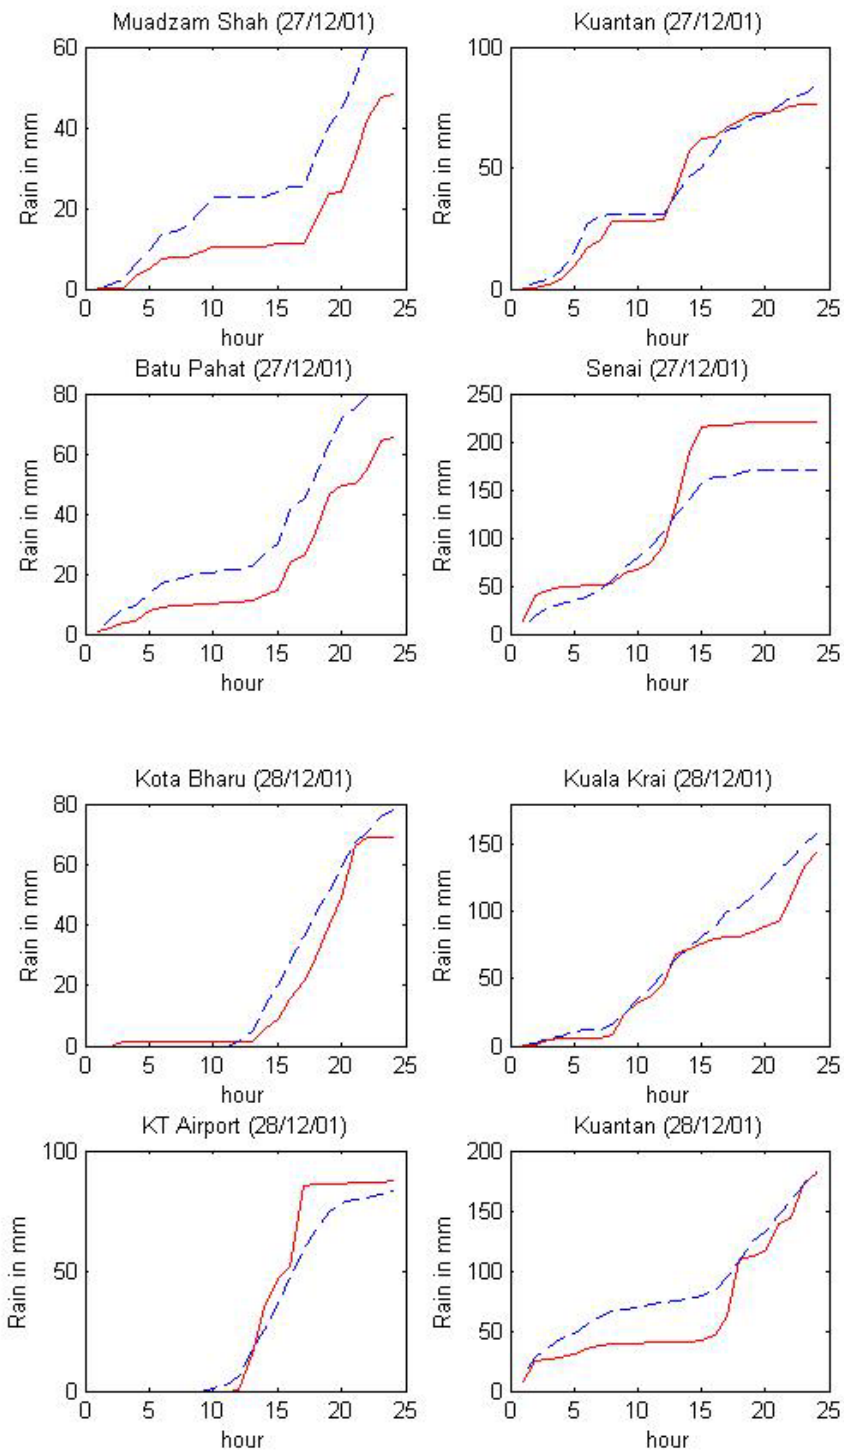 Muadzam Shah (27/12/01)
60
40
20
0
Rain in mm
0 5 10 15 20 25
hour
Kuantan (27/12/01)
100
50
0
Rain in mm
0 5 10 15 20 25
hour
Batu Pahat (27/12/01)
80
60
40
20
0
Rain in mm
0 5 10 15 20 25
hour
Senai (27/12/01)
250
200
150
100
50
0
Rain in mm
0 5 10 15 20 25
hour
Kota Bharu (28/12/01)
80
60
40
20
0
Rain in mm
0 5 10 15 20 25
hour
Kuala Krai (28/12/01)
150
100
50
0
Rain in mm
0 5 10 15 20 25
hour
KT Airport (28/12/01)
100
50
0
Rain in mm
0 5 10 15 20 25
hour
Kuantan (28/12/01)
200
150
100
50
0
Rain in mm
0 5 10 15 20 25
hour